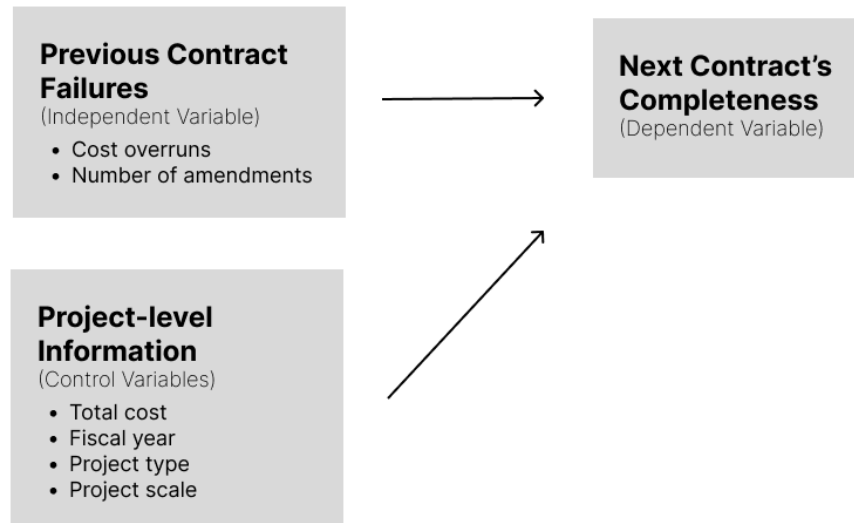 Previous Contract
Failures
(Independent Variable)
• Cost overruns
• Number of amendments
Next Contract's
Completeness
(Dependent Variable)
Project-level
Information
(Control Variables)
• Total cost
• Fiscal year
• Project type
• Project scale